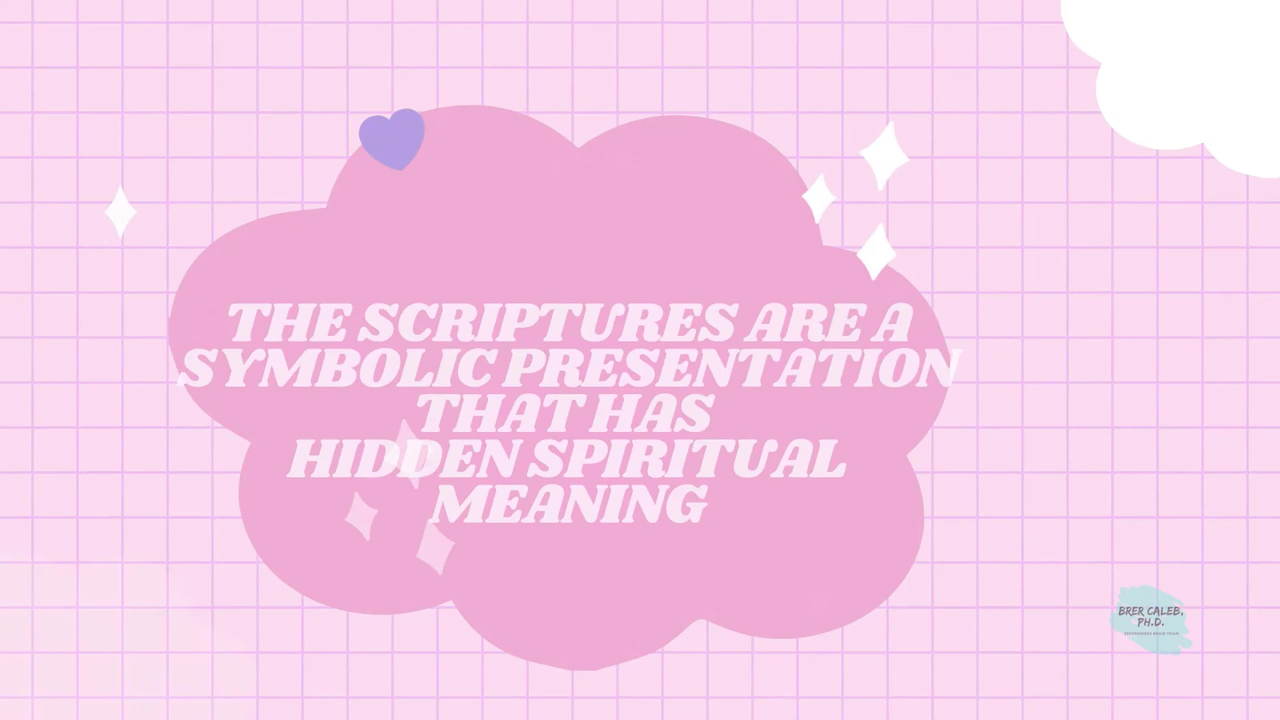 THE SCRIPTURES ARE A
SYMBOLIC PRESENTATION
THAT HAS
HIDDEN SPIRITUAL
MEANING
BRER CALEB,
PH.D.